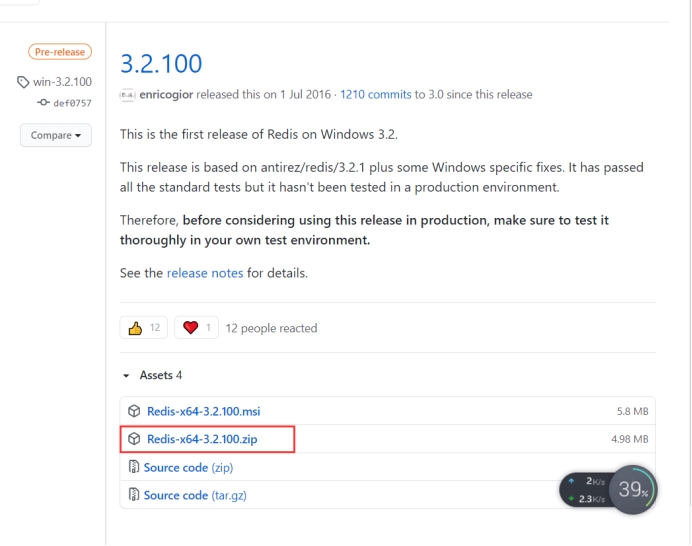 Pre-release
win-3.2.100
def0757
Compare
3.2.100
enricogior released this on 1 Jul 2016 · 1210 commits to 3.0 since this release
This is the first release of Redis on Windows 3.2.
This release is based on antirez/redis/3.2.1 plus some Windows specific fixes. It has passed
all the standard tests but it hasn't been tested in a production environment.
Therefore, before considering using this release in production, make sure to test it
thoroughly in your own test environment.
See the release notes for details.
12
1
12 people reacted
Assets 4
Redis-x64-3.2.100.msi
5.8 MB
Redis-x64-3.2.100.zip
4.98 MB
Source code (zip)
Source code (tar.gz)
2K/s
2.3K/s
39%